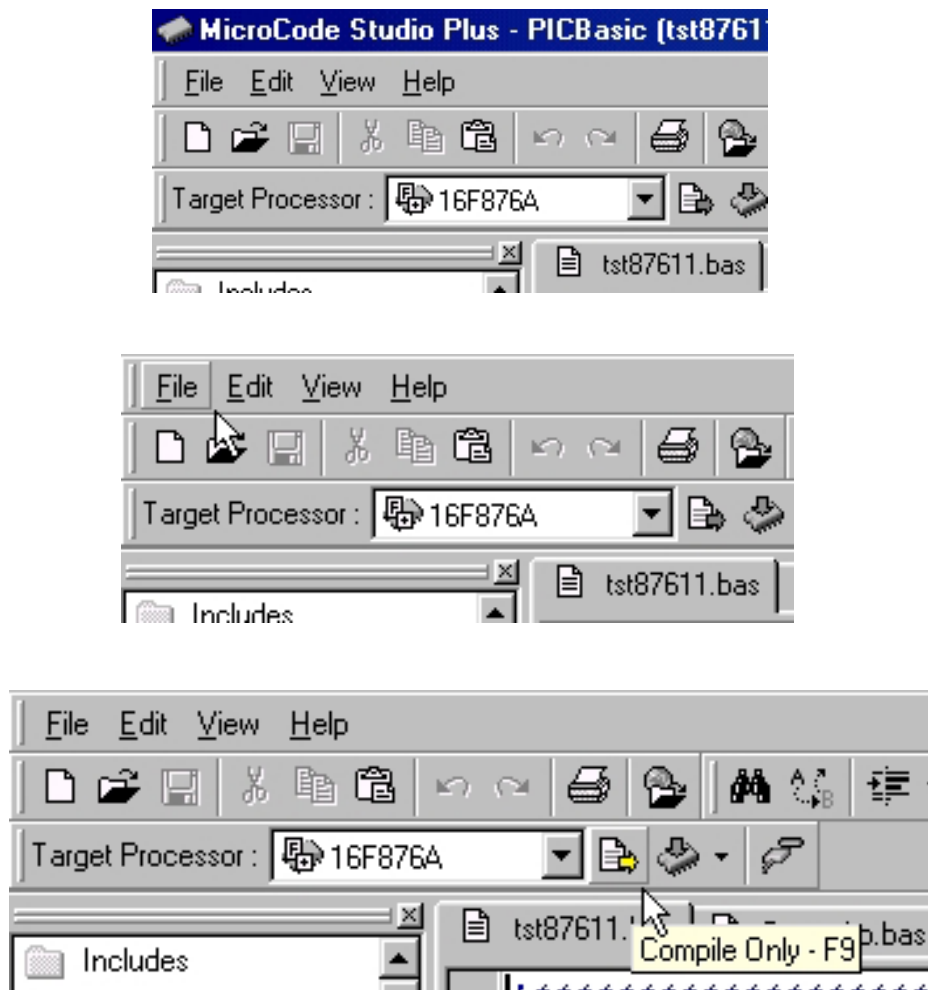 MicroCode Studio Plus - PICBasic (tst8761
File Edit View Help
Target Processor : 16F876A
tst87611.bas
Includes
File Edit View Help
Target Processor : 16F876A
tst87611.bas
Includes
File Edit View Help
A B
Target Processor : 16F876A
tst87611. b.bas
Compile Only - F9
Includes